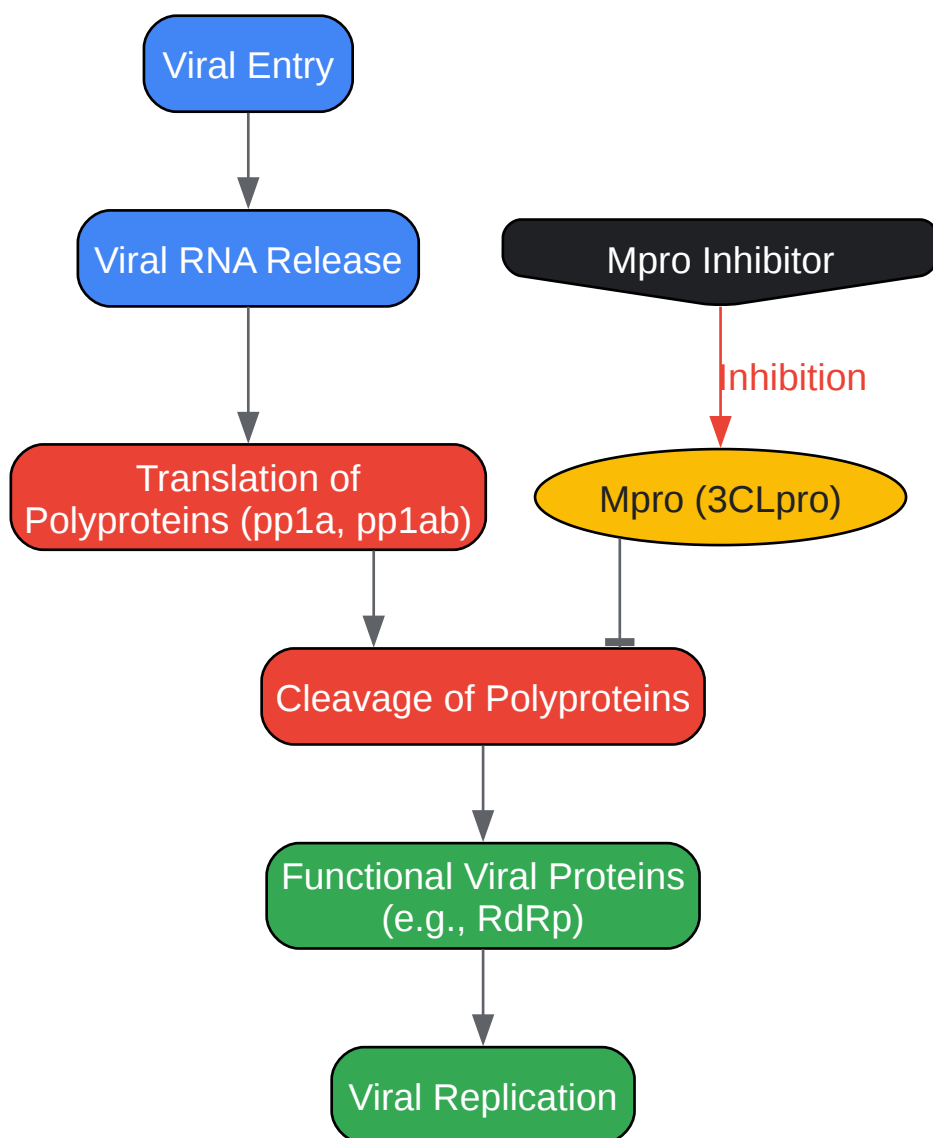 Viral Entry
Viral RNA Release
Mpro Inhibitor
Inhibition
Translation of
Polyproteins (pp1a, pp1ab)
Mpro (3CLpro)
Cleavage of Polyproteins
Functional Viral Proteins
(e.g., RdRp)
Viral Replication